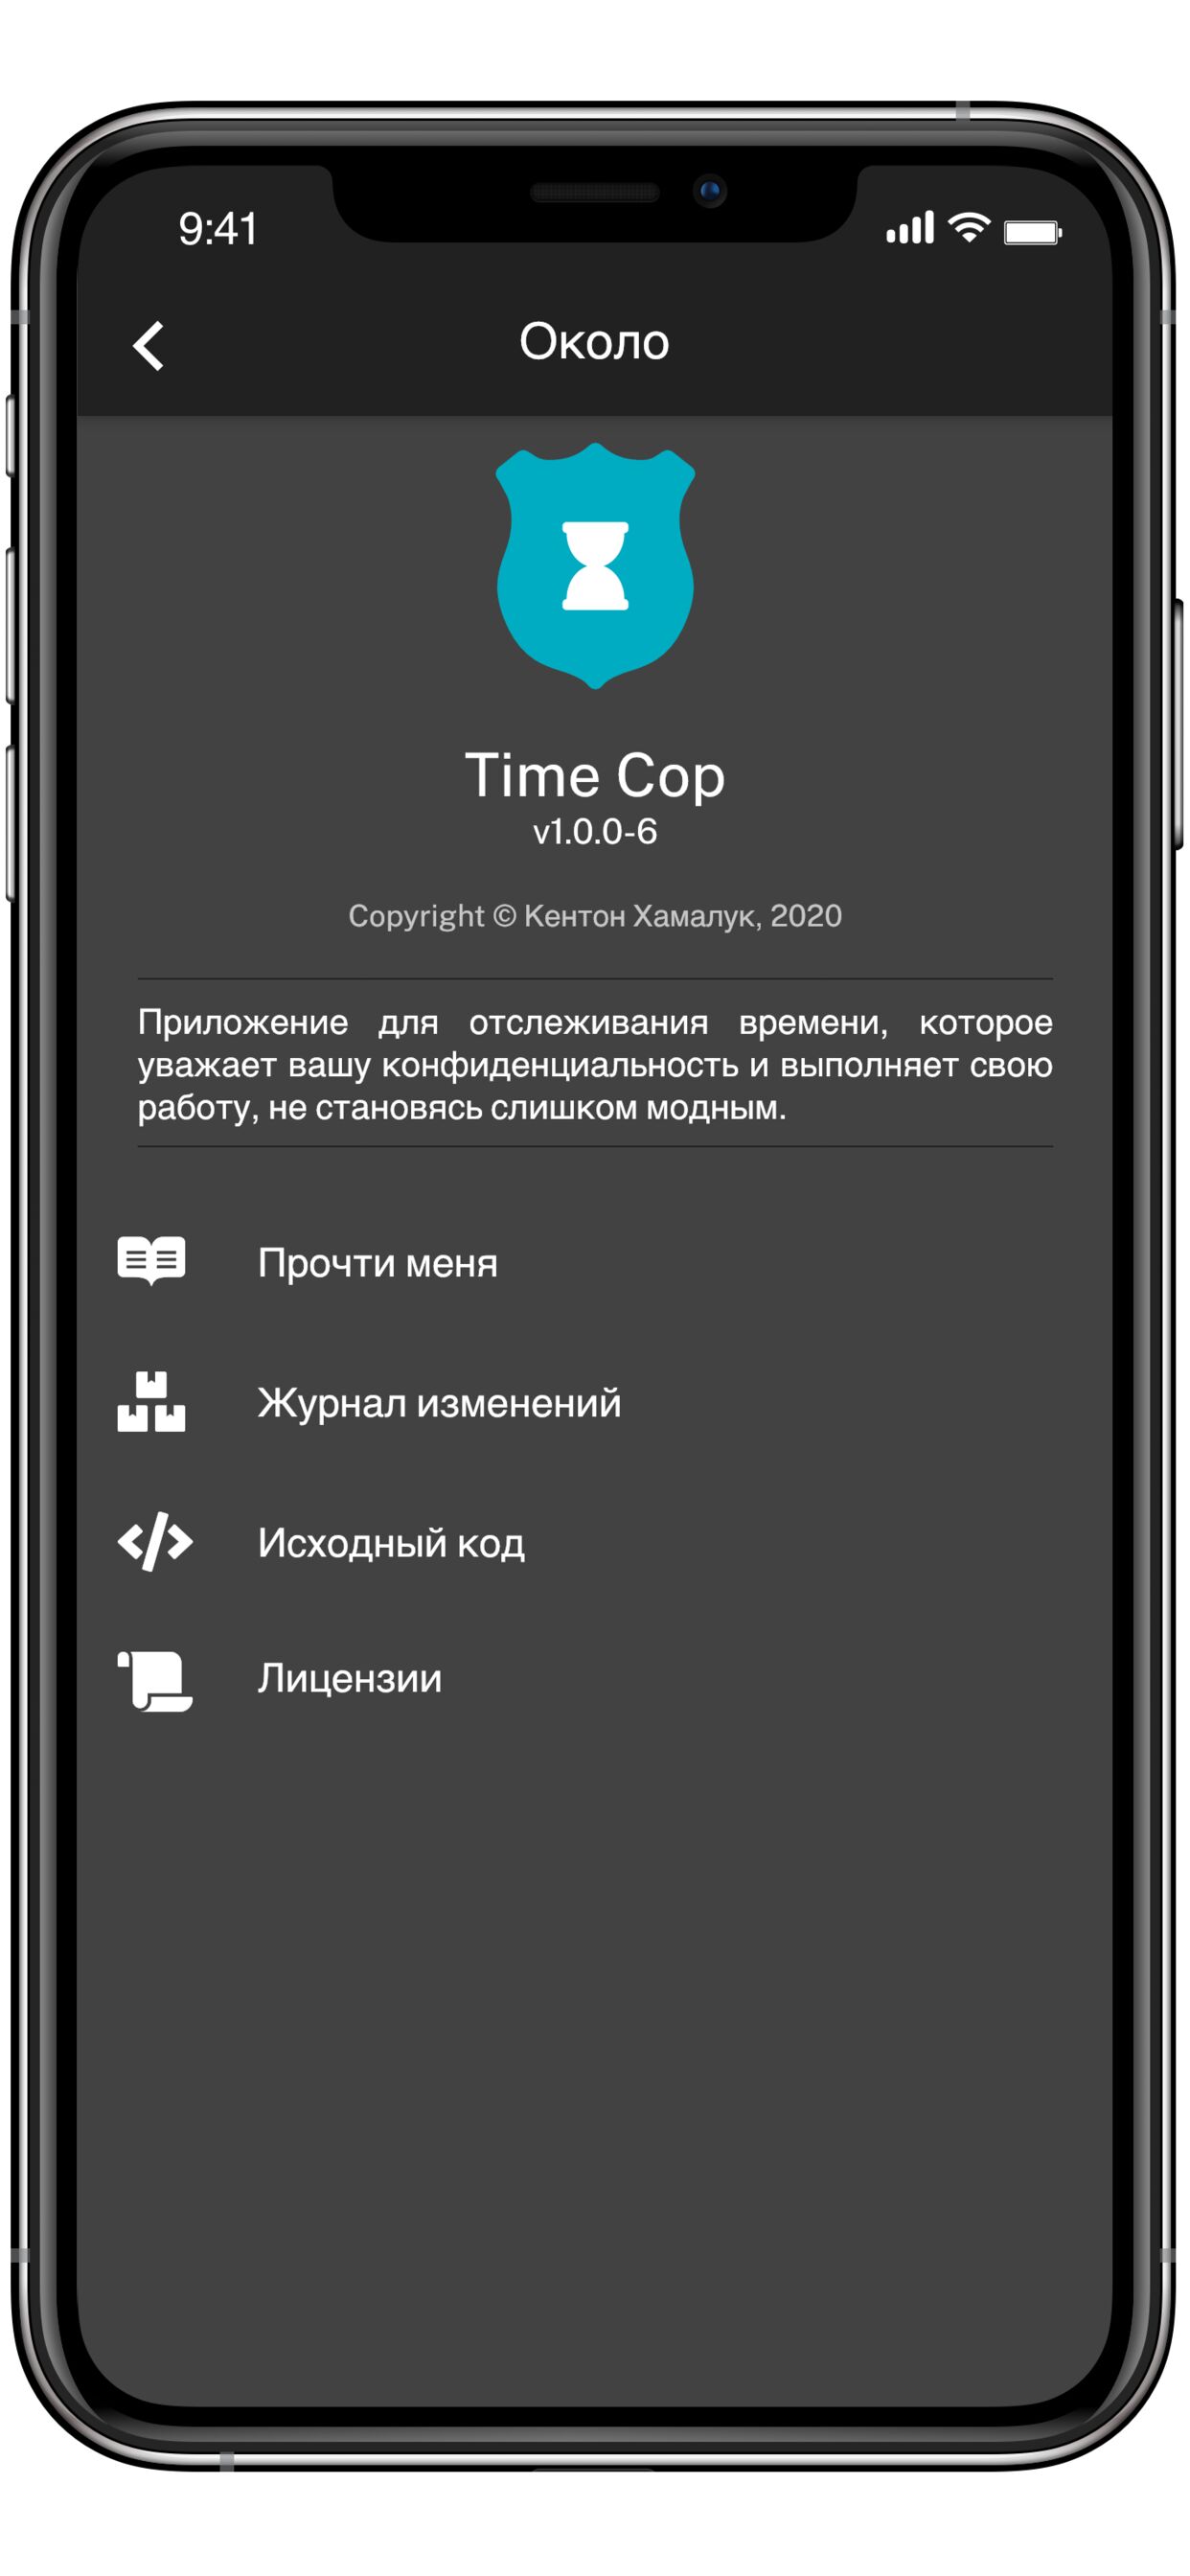 9:41
Около
Time Cop
v1.0.0-6
Copyright © Кентон Хамалук, 2020
Приложение для отслеживания времени, которое
уважает вашу конфиденциальность и выполняет свою
работу, не становясь слишком модным.
Прочти меня
Журнал изменений
Исходный код
Лицензии